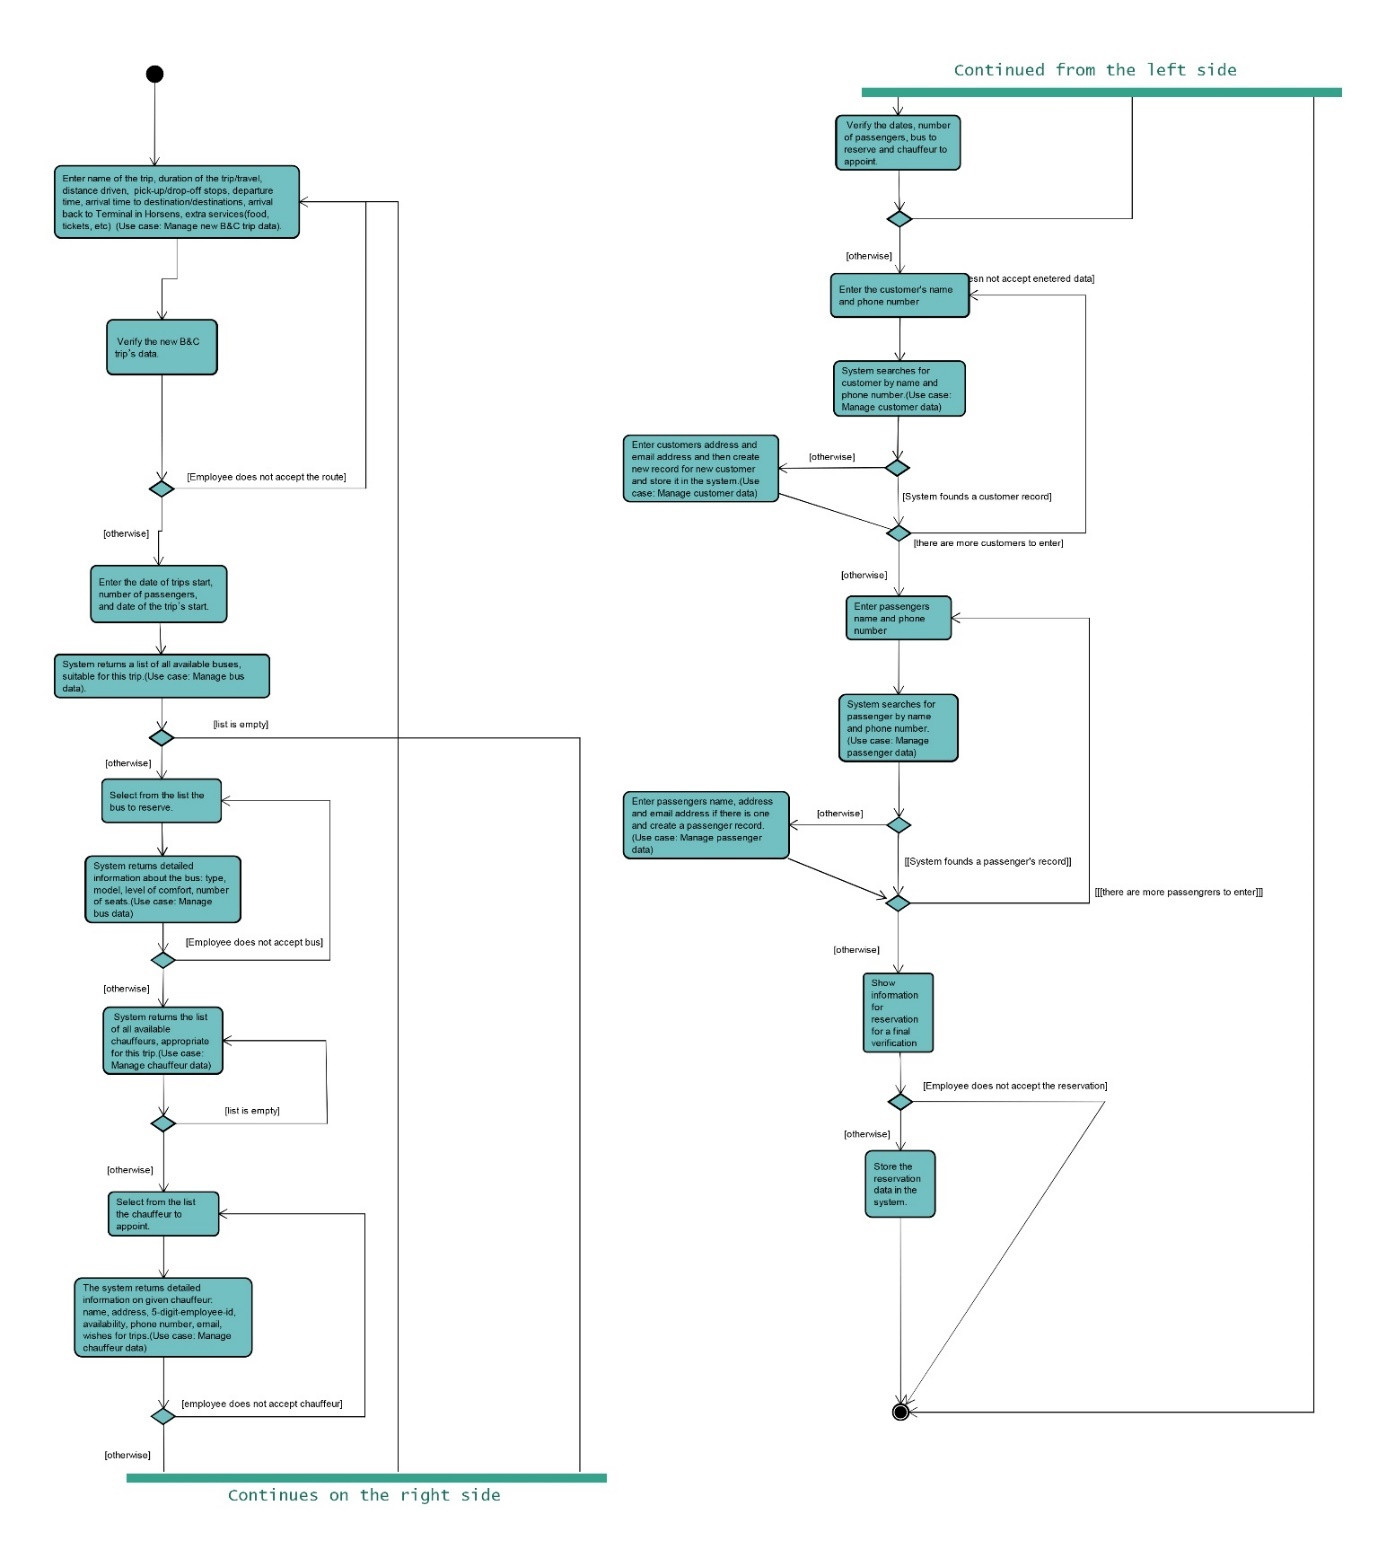 Enter name of the trip, duration of the trip/travel,
distance driven, pick-up/drop-off stops, departure
time, arrival time to destination/destinations, arrival
back to Terminal in Horsens, extra services(food,
tickets, etc) (Use case: Manage new B&C trip data).
Verify the new B&C
trip's data.
[Employee does not accept the route]
[otherwise]
Enter the date of trips start,
number of passengers,
and date of the trip's start.
System returns a list of all available buses,
suitable for this trip.(Use case: Manage bus
data).
[list is empty]
[otherwise]
Select from the list the
bus to reserve.
System returns detailed
information about the bus: type,
model, level of comfort, number
of seats.(Use case: Manage
bus data)
[Employee does not accept bus]
[otherwise]
System returns the list
of all available
chauffeurs, appropriate
for this trip.(Use case:
Manage chauffeur data)
[list is empty]
[otherwise]
Select from the list
the chauffeur to
appoint.
The system returns detailed
information on given chauffeur:
name, address, 5-digit-employee-id,
availability, phone number, email,
wishes for trips.(Use case: Manage
chauffeur data)
[employee does not accept chauffeur]
[otherwise]
Continues on the right side
Continued from the left side
Verify the dates, number
of passengers, bus to
reserve and chauffeur to
appoint.
[otherwise]
esn not accept enetered data]
Enter the customer's name
and phone number
System searches for
customer by name and
phone number.(Use case:
Manage customer data)
[otherwise]
Enter customers address and
email address and then create
new record for new customer
and store it in the system.(Use
case: Manage customer data)
[System founds a customer record]
[there are more customers to enter]
[otherwise]
Enter passengers
name and phone
number
System searches for
passenger by name
and phone number.
(Use case: Manage
passenger data)
[otherwise]
Enter passengers name, address
and email address if there is one
and create a passenger record.
(Use case: Manage passenger
data)
[[System founds a passenger's record]]
[[[there are more passengrers to enter]]]
[otherwise]
Show
information
for
reservation
for a final
verification
[Employee does not accept the reservation]
[otherwise]
Store the
reservation
data in the
system.